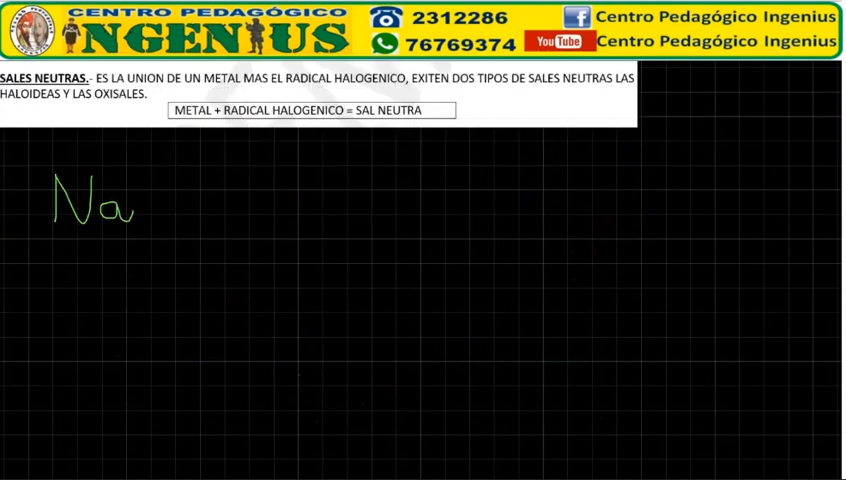 CENTRO PEDAGÓGICO
INGENIUS
2312286
76769374
Centro Pedagógico Ingenius
YouTube Centro Pedagógico Ingenius
SALES NEUTRAS.- ES LA UNION DE UN METAL MAS EL RADICAL HALOGENICO, EXITEN DOS TIPOS DE SALES NEUTRAS LAS
HALOIDEAS Y LAS OXISALES.
METAL + RADICAL HALOGENICO = SAL NEUTRA
Na